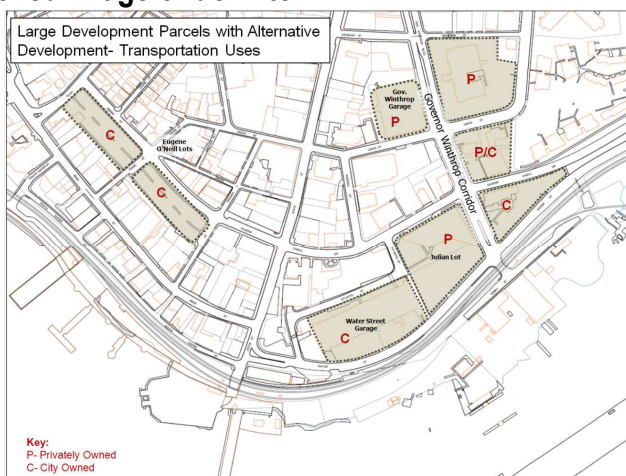 Large Development Parcels with Alternative
Development- Transportation Uses
P
Gov.
Winthrop
Garage
P
Governor Winthrop Corridor
C
Eugene
O'Neill Lots
P/C
C
C
P
Julian Lot
Water Street
Garage
C
Key:
P- Privately Owned
C- City Owned